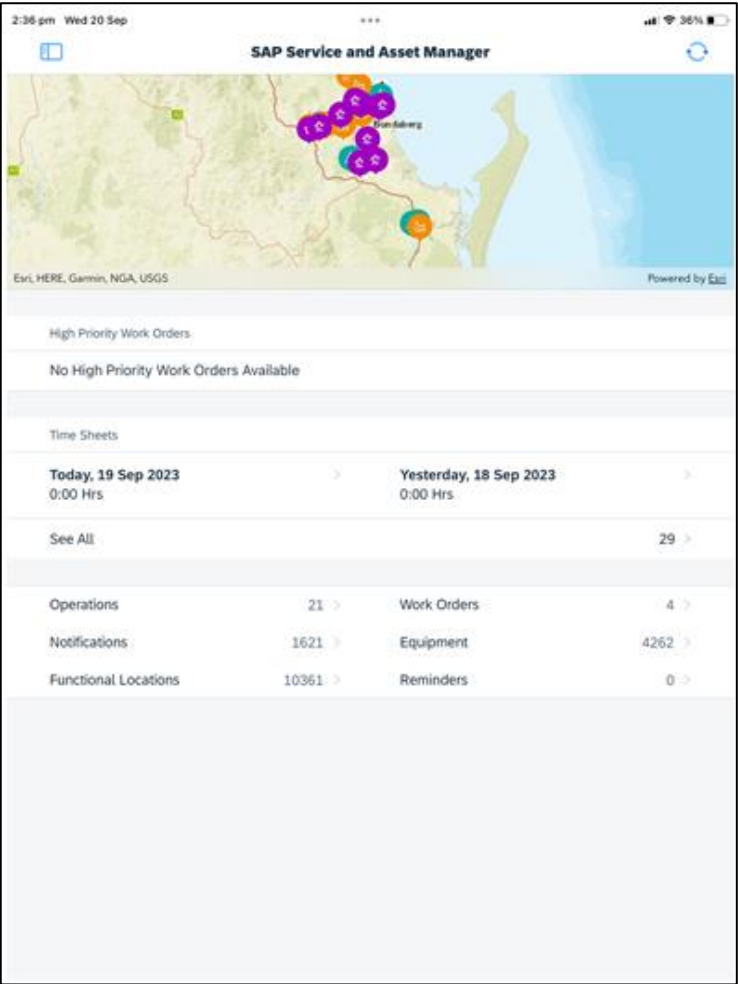 2:36 pm Wed 20 Sep 36%
SAP Service and Asset Manager
Bundaberg
Esri, HERE, Garmin, NGA, USGS Powered by Esri
High Priority Work Orders
No High Priority Work Orders Available
Time Sheets
Today, 19 Sep 2023 Yesterday, 18 Sep 2023
0:00 Hrs 0:00 Hrs
See All 29
Operations 21 Work Orders 4
Notifications 1621 Equipment 4262
Functional Locations 10361 Reminders 0